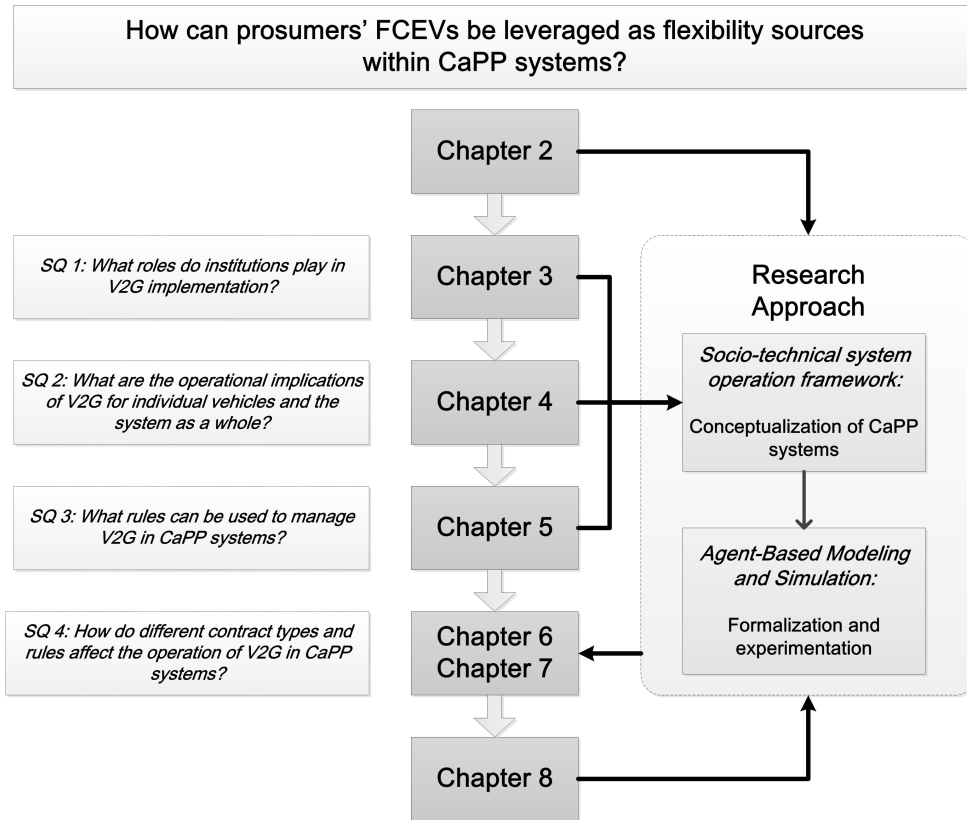 How can prosumers’ FCEVs be leveraged as flexibility sources
within CaPP systems?
Chapter 2
SQ 1: What roles do institutions play in
V2G implementation?
Chapter 3
SQ 2: What are the operational implications
of V2G for individual vehicles and the
system as a whole?
Chapter 4
SQ 3: What rules can be used to manage
V2G in CaPP systems?
Chapter 5
SQ 4: How do different contract types and
rules affect the operation of V2G in CaPP
systems?
Chapter 6
Chapter 7
Chapter 8
Research
Approach
Socio-technical system
operation framework:
Conceptualization of CaPP
systems
Agent-Based Modeling
and Simulation:
Formalization and
experimentation